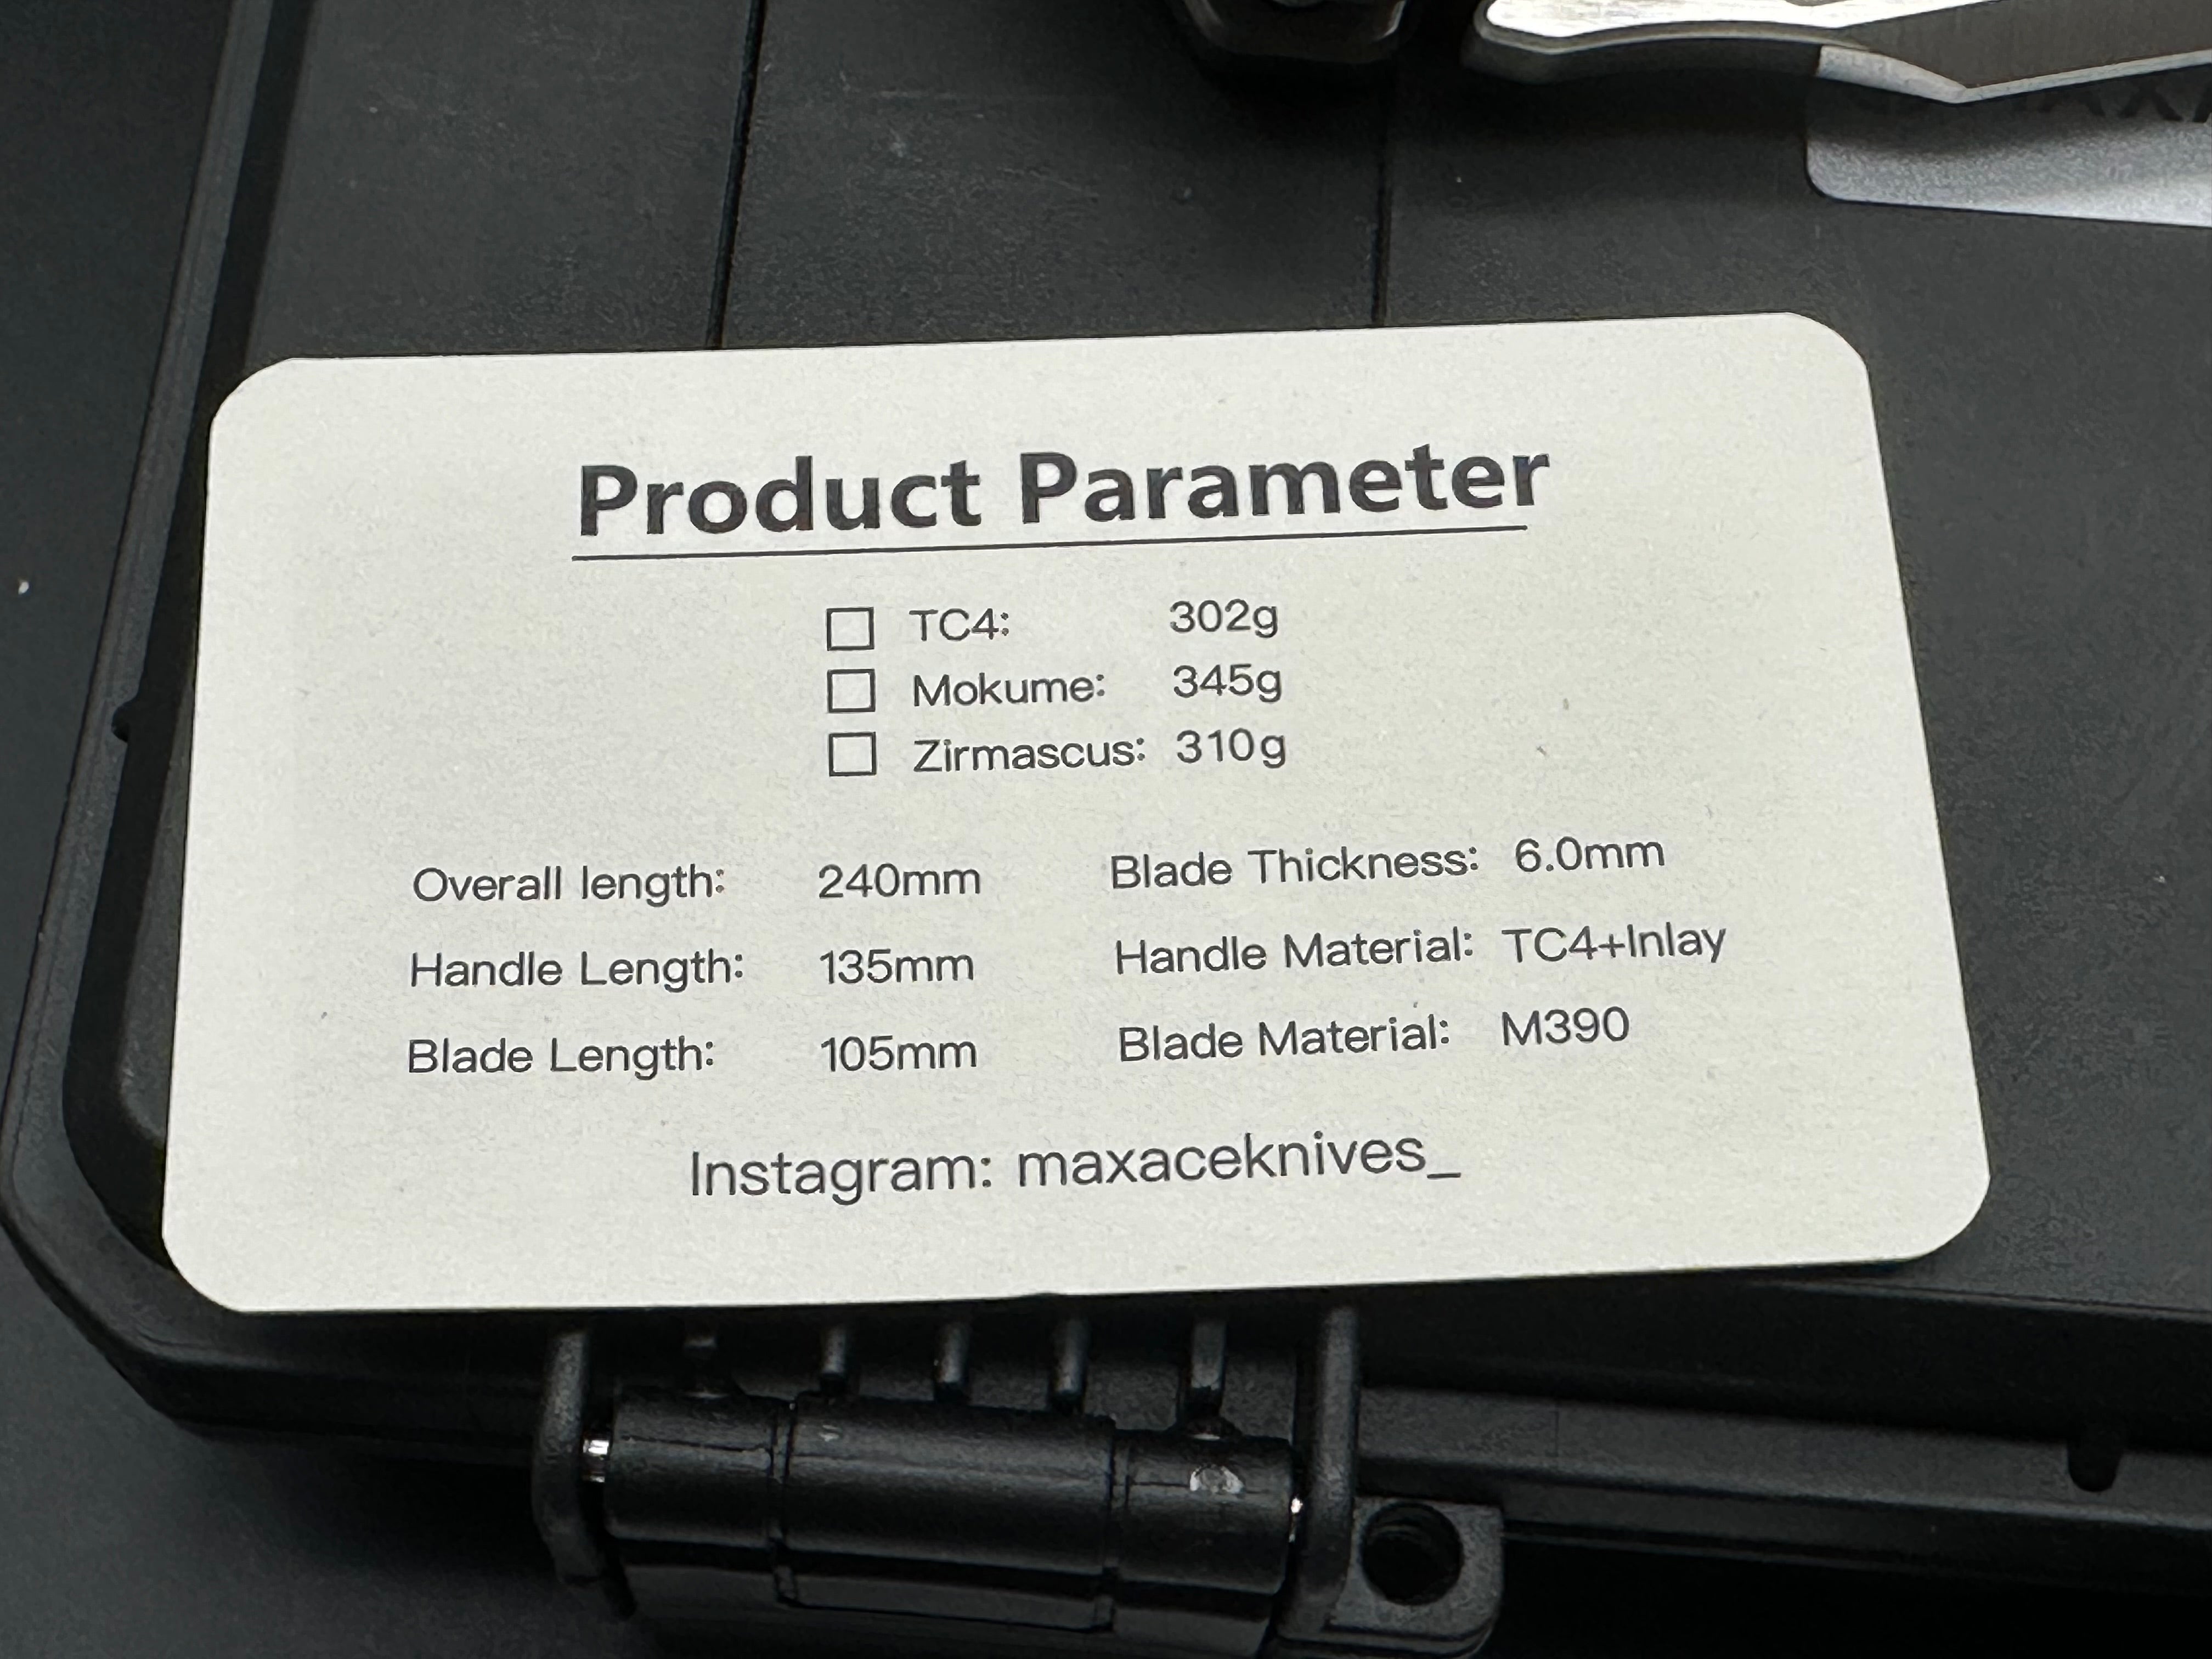 Product Parameter
☐ TC4: 302g
☐ Mokume: 345g
☐ Zirmascus: 310g
Overall length: 240mm Blade Thickness: 6.0mm
Handle Length: 135mm Handle Material: TC4+Inlay
Blade Length: 105mm Blade Material: M390
Instagram: maxaceknives_